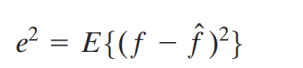 e² = E{(f − f̂)²}